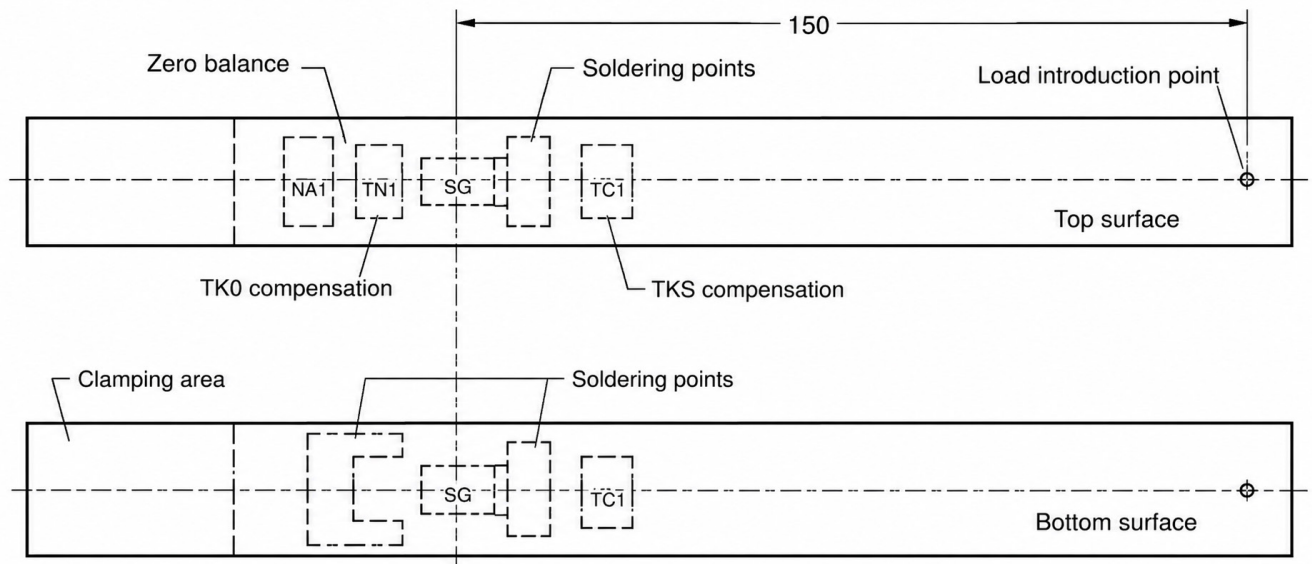 150
Zero balance
Soldering points
Load introduction point
NA1
TN1
SG
TC1
Top surface
TK0 compensation
TKS compensation
Clamping area
Soldering points
SG
TC1
Bottom surface